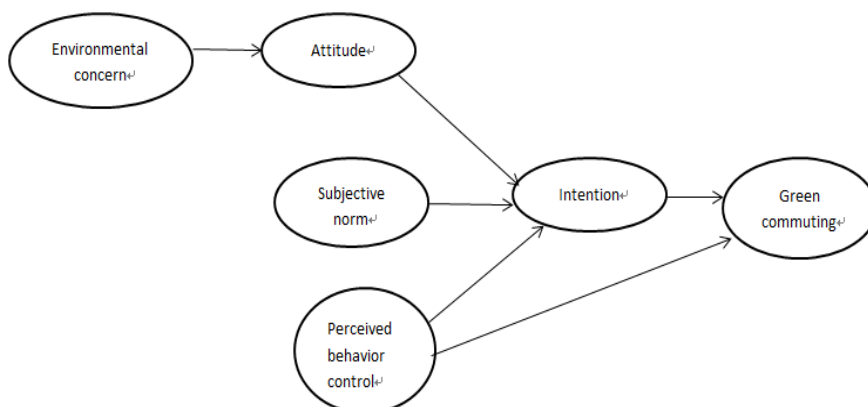 Environmental
concern
Attitude
Subjective
norm
Intention
Green
commuting
Perceived
behavior
control